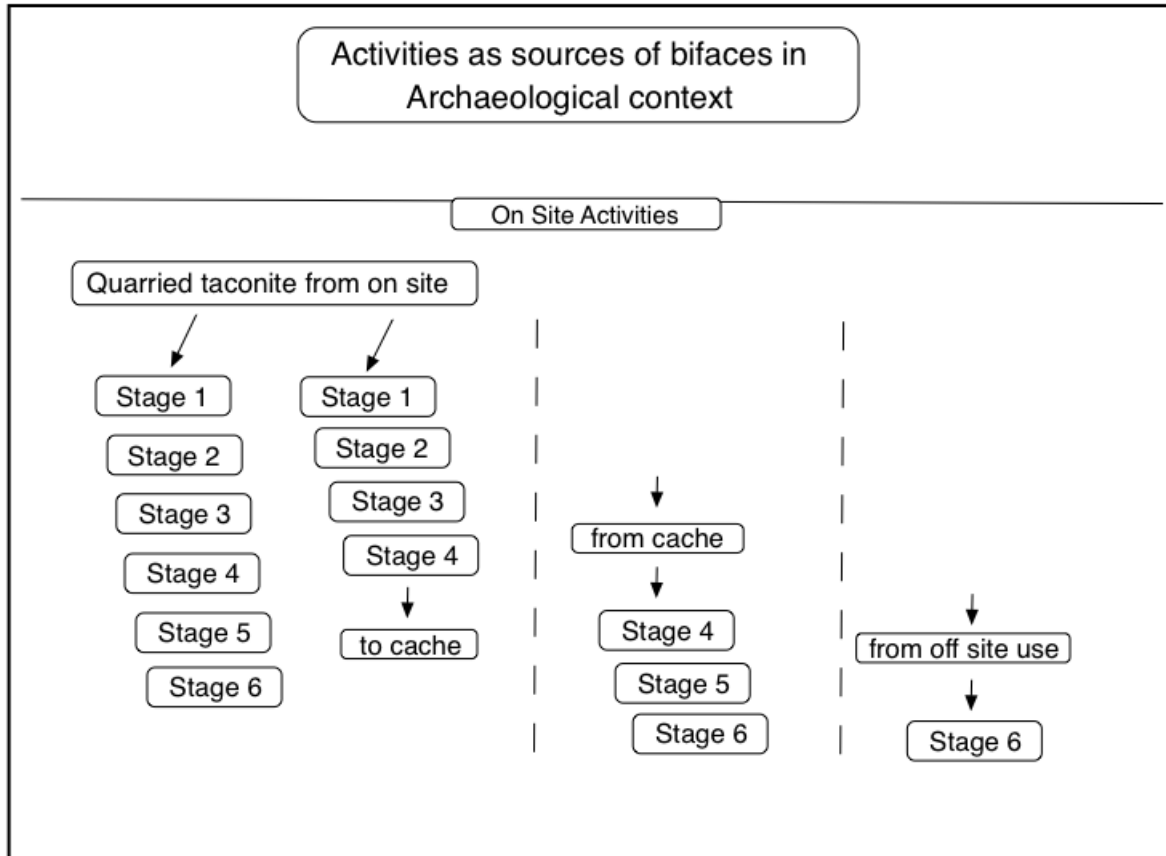 Activities as sources of bifaces in
Archaeological context
On Site Activities
Quarried taconite from on site
Stage 1
Stage 2
Stage 3
Stage 4
Stage 5
Stage 6
Stage 1
Stage 2
Stage 3
Stage 4
to cache
from cache
Stage 4
Stage 5
Stage 6
from off site use
Stage 6